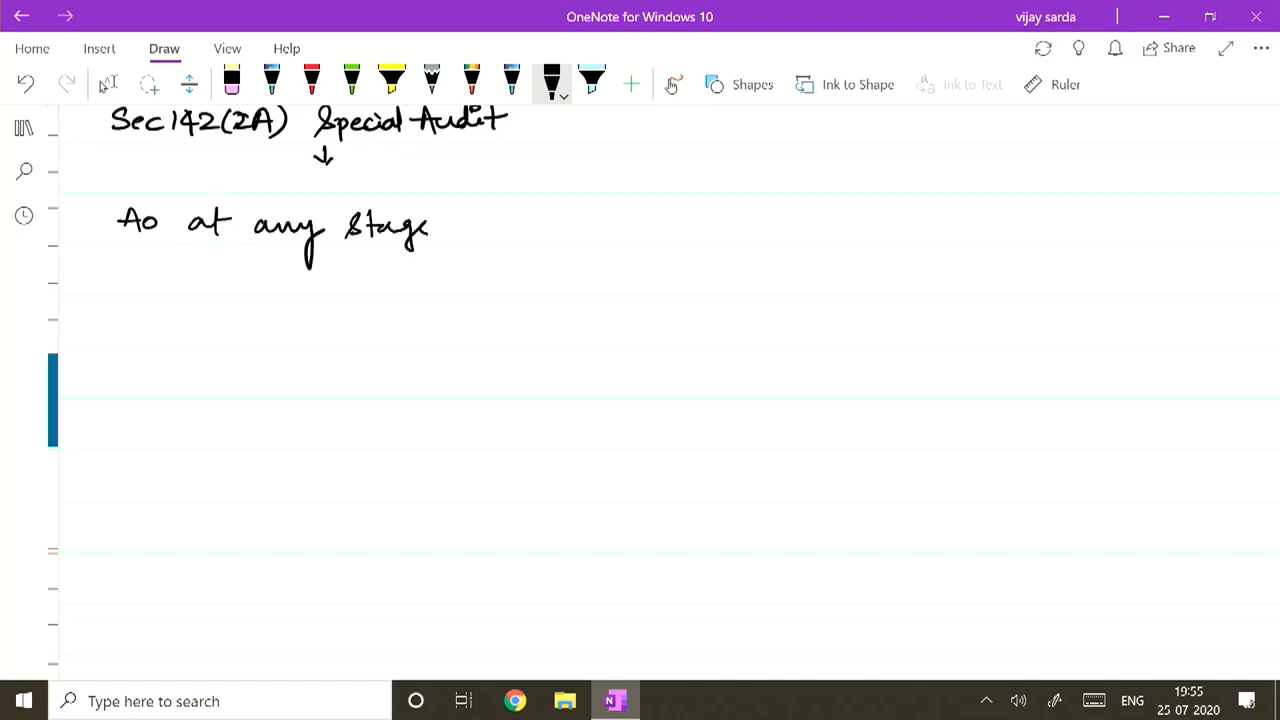 OneNote for Windows 10
vijay sarda
Home Insert Draw View Help
Share
Shapes
Ink to Shape
Ink to Text
Ruler
Sec 142(2A) Special Audit
↓
Ao at any stage
Type here to search
ENG
19:55
25 07 2020